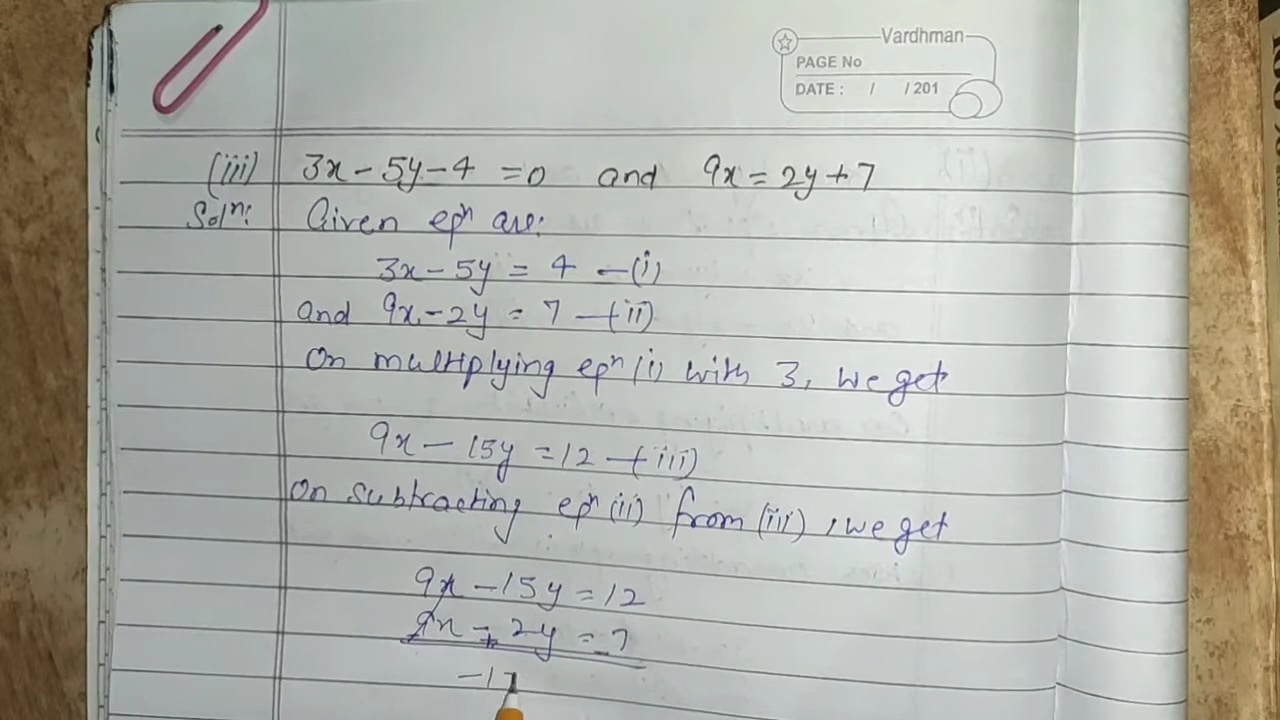 Vardhman
PAGE No
DATE : / / 201
(iii) 3x - 5y - 4 = 0 and 9x = 2y + 7
Solⁿ: Given eqⁿ are:
3x - 5y = 4 - (i)
and 9x - 2y = 7 - (ii)
On multiplying eqⁿ (i) with 3, we get
9x - 15y = 12 - (iii)
On subtracting eqⁿ (ii) from (iii), we get
9x - 15y = 12
9x - 2y = 7
- + -